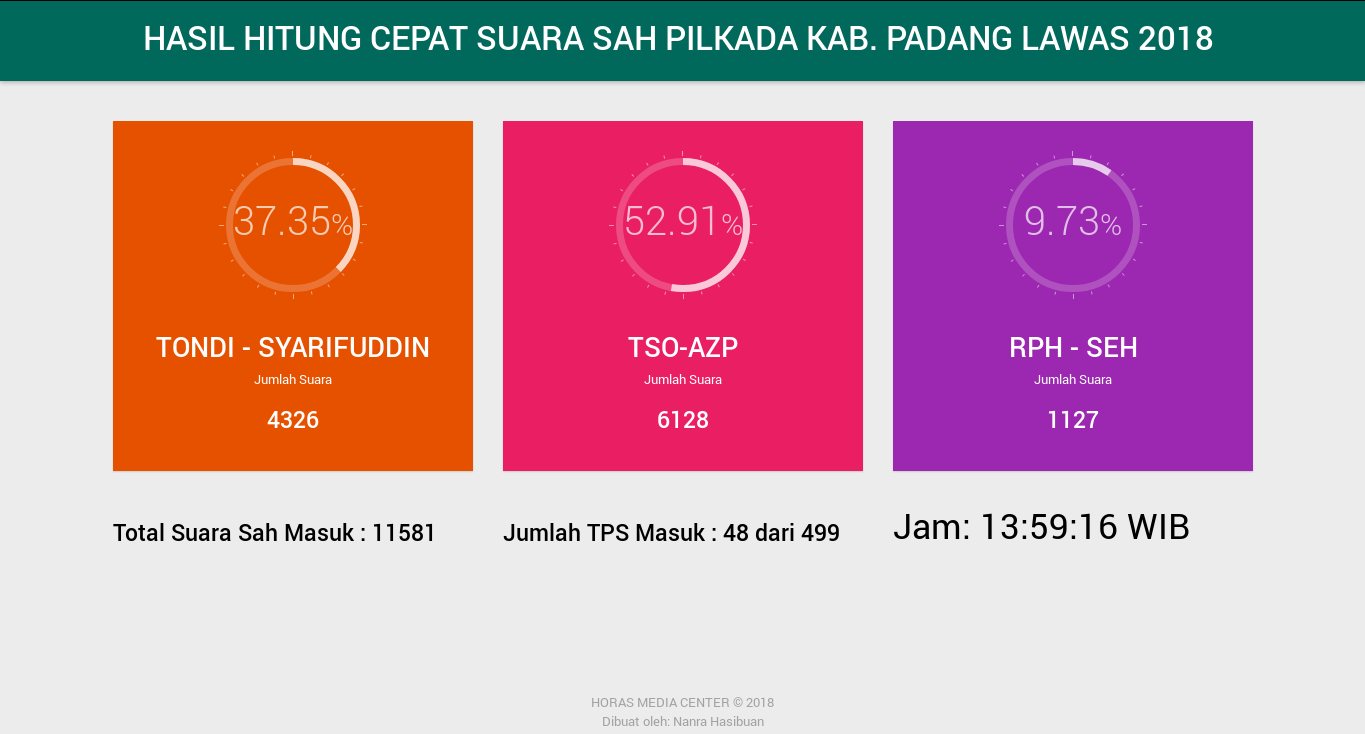 HASIL HITUNG CEPAT SUARA SAH PILKADA KAB. PADANG LAWAS 2018
37.35%
TONDI - SYARIFUDDIN
Jumlah Suara
4326
52.91%
TSO-AZP
Jumlah Suara
6128
9.73%
RPH - SEH
Jumlah Suara
1127
Total Suara Sah Masuk : 11581
Jumlah TPS Masuk : 48 dari 499
Jam: 13:59:16 WIB
HORAS MEDIA CENTER © 2018
Dibuat oleh: Nanra Hasibuan